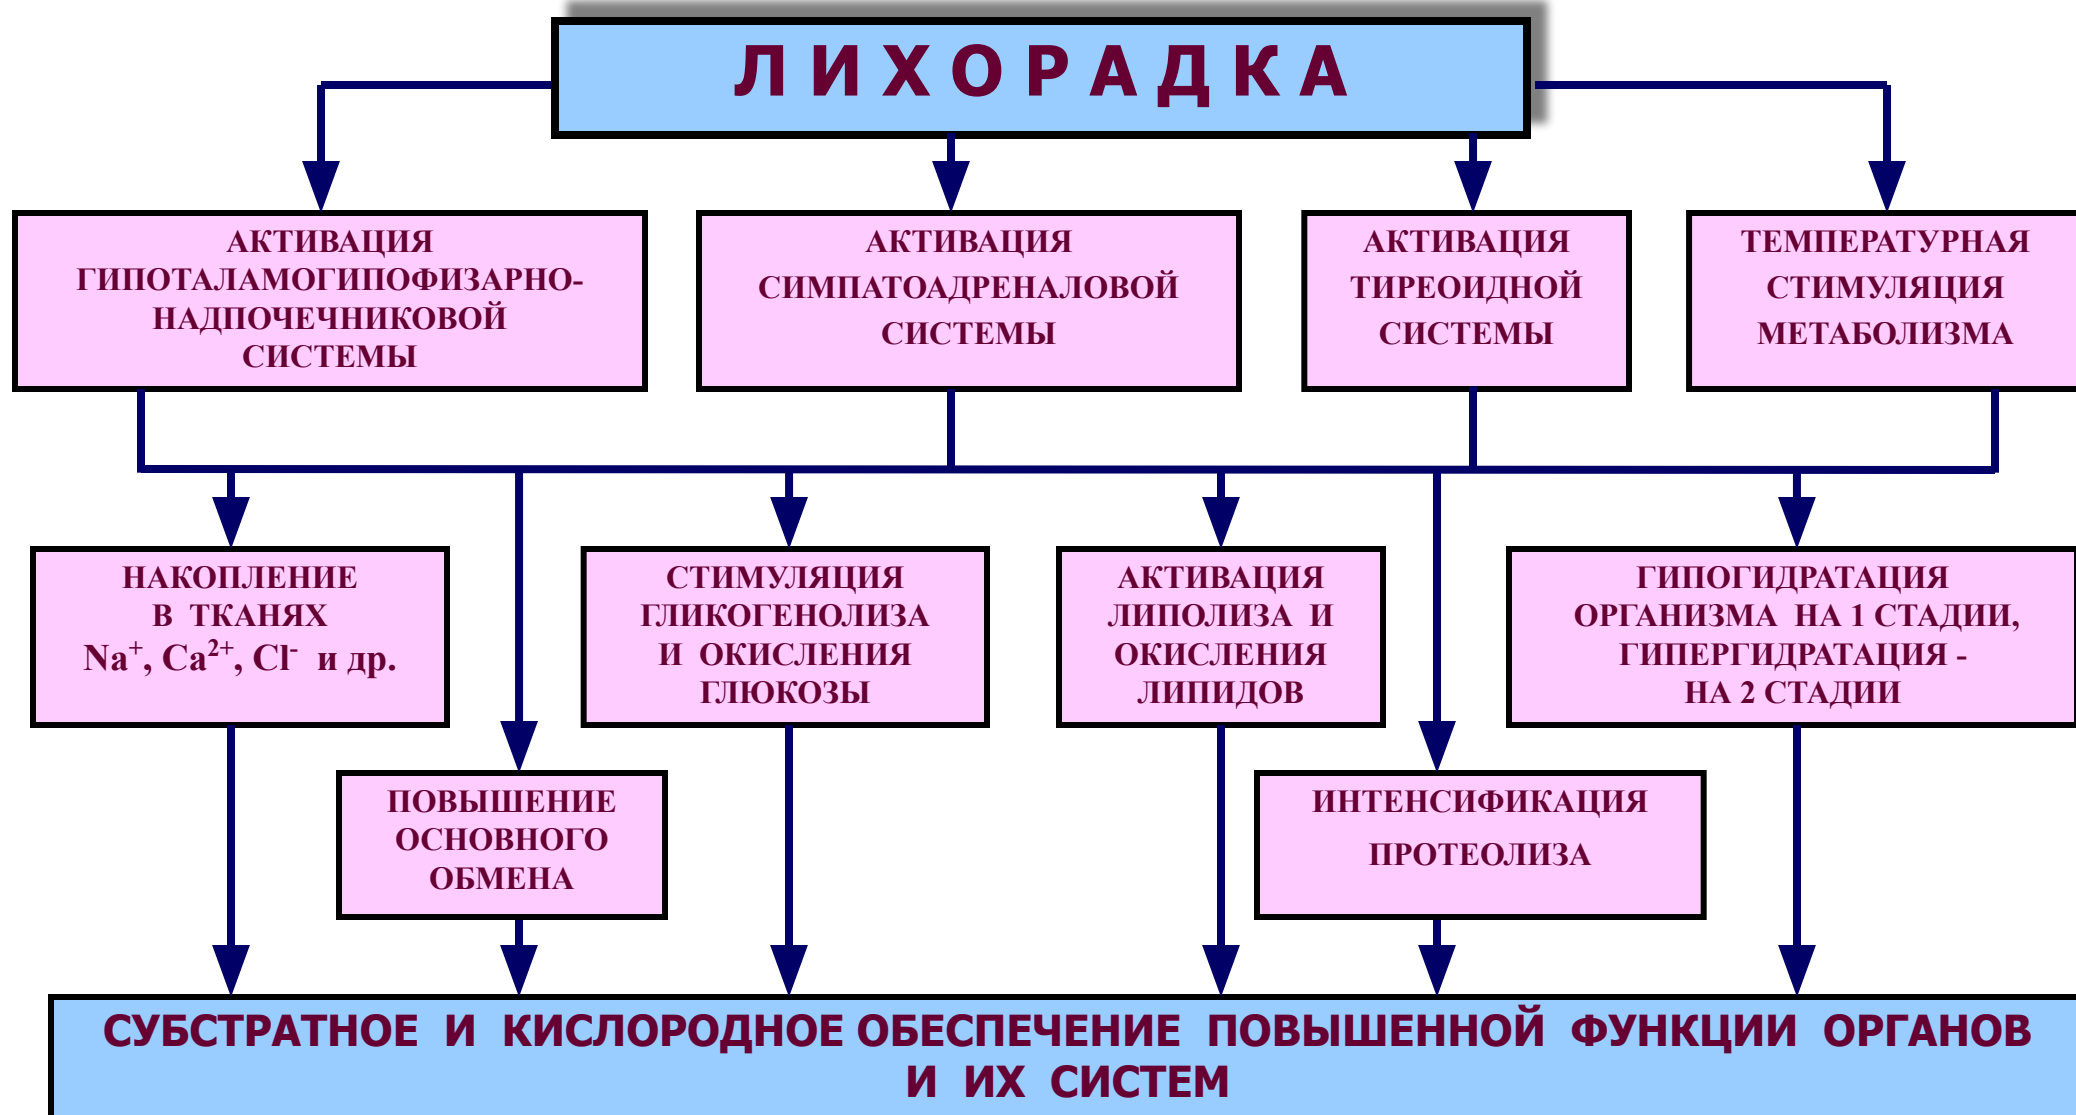 ЛИХОРАДКА
АКТИВАЦИЯ
ГИПОТАЛАМОГИПОФИЗАРНО-
НАДПОЧЕЧНИКОВОЙ
СИСТЕМЫ
АКТИВАЦИЯ
СИМПАТОАДРЕНАЛОВОЙ
СИСТЕМЫ
АКТИВАЦИЯ
ТИРЕОИДНОЙ
СИСТЕМЫ
ТЕМПЕРАТУРНАЯ
СТИМУЛЯЦИЯ
МЕТАБОЛИЗМА
НАКОПЛЕНИЕ
В ТКАНЯХ
Na⁺, Ca²⁺, Cl⁻ и др.
СТИМУЛЯЦИЯ
ГЛИКОГЕНОЛИЗА
И ОКИСЛЕНИЯ
ГЛЮКОЗЫ
АКТИВАЦИЯ
ЛИПОЛИЗА И
ОКИСЛЕНИЯ
ЛИПИДОВ
ГИПОГИДРАТАЦИЯ
ОРГАНИЗМА НА 1 СТАДИИ,
ГИПЕРГИДРАТАЦИЯ -
НА 2 СТАДИИ
ПОВЫШЕНИЕ
ОСНОВНОГО
ОБМЕНА
ИНТЕНСИФИКАЦИЯ
ПРОТЕОЛИЗА
СУБСТРАТНОЕ И КИСЛОРОДНОЕ ОБЕСПЕЧЕНИЕ ПОВЫШЕННОЙ ФУНКЦИИ ОРГАНОВ
И ИХ СИСТЕМ